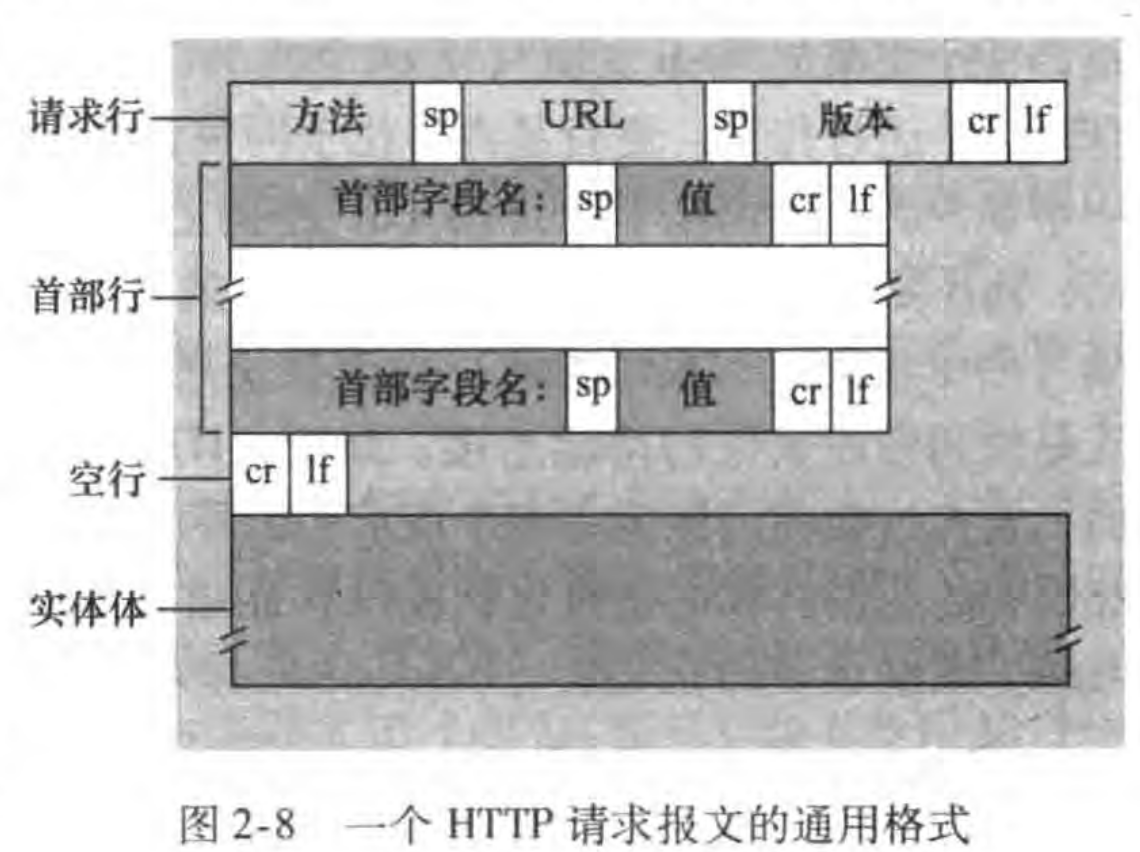 请求行 方法 sp URL sp 版本 cr lf
首部字段名： sp 值 cr lf
首部行
首部字段名： sp 值 cr lf
空行 cr lf
实体体
图 2-8 一个 HTTP 请求报文的通用格式